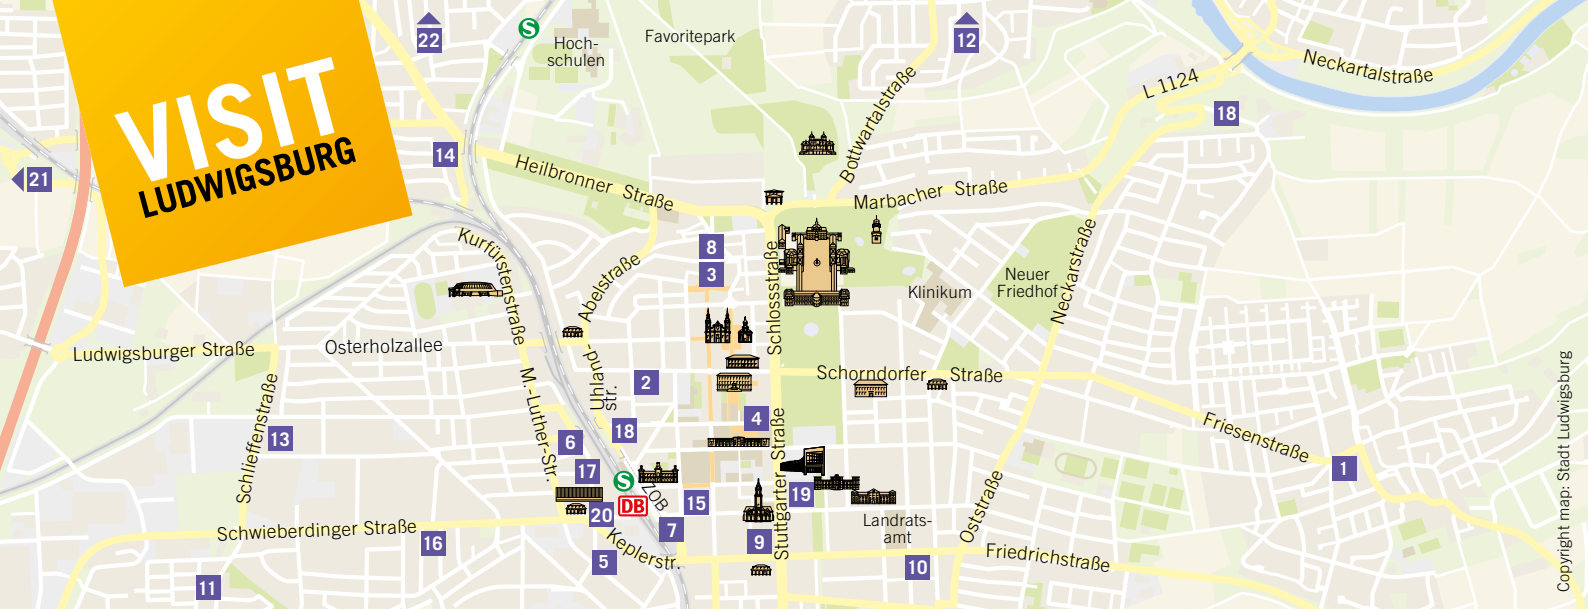 VISIT
LUDWIGSBURG
22
S
Hoch-
schulen
Favoritepark
12
Neckartalstraße
L 1124
18
Bottwartalstraße
14
21
Heilbronner Straße
Marbacher Straße
Kurfürstenstraße
8
3
Abelstraße
Schlossstraße
Klinikum
Neuer
Friedhof
Neckarstraße
Ludwigsburger Straße
Osterholzallee
Uhland-
str.
2
Schorndorfer Straße
M.-Luther-Str.
Schlieffenstraße
13
6
18
4
Stuttgarter Straße
Friesenstraße
1
17
S
ZOB
DB
15
19
20
7
Landrats-
amt
Oststraße
Schwieberdinger Straße
16
Keplerstr.
5
9
10
Friedrichstraße
11
Copyright map: Stadt Ludwigsburg